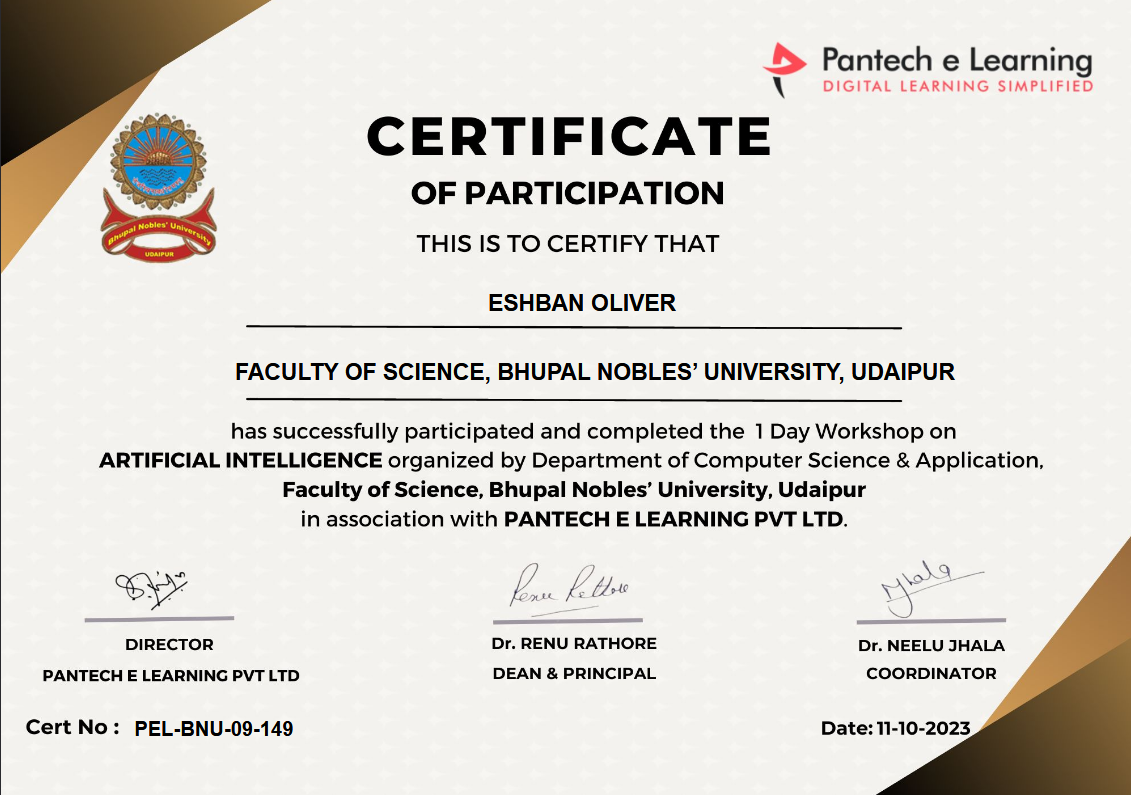 Pantech e Learning
DIGITAL LEARNING SIMPLIFIED
Bhupal Nobles' University
UDAIPUR
CERTIFICATE
OF PARTICIPATION
THIS IS TO CERTIFY THAT
ESHBAN OLIVER
FACULTY OF SCIENCE, BHUPAL NOBLES’ UNIVERSITY, UDAIPUR
has successfully participated and completed the 1 Day Workshop on
ARTIFICIAL INTELLIGENCE organized by Department of Computer Science & Application,
Faculty of Science, Bhupal Nobles’ University, Udaipur
in association with PANTECH E LEARNING PVT LTD.
Renu Rathore
NJhala
DIRECTOR
PANTECH E LEARNING PVT LTD
Dr. RENU RATHORE
DEAN & PRINCIPAL
Dr. NEELU JHALA
COORDINATOR
Cert No : PEL-BNU-09-149
Date: 11-10-2023